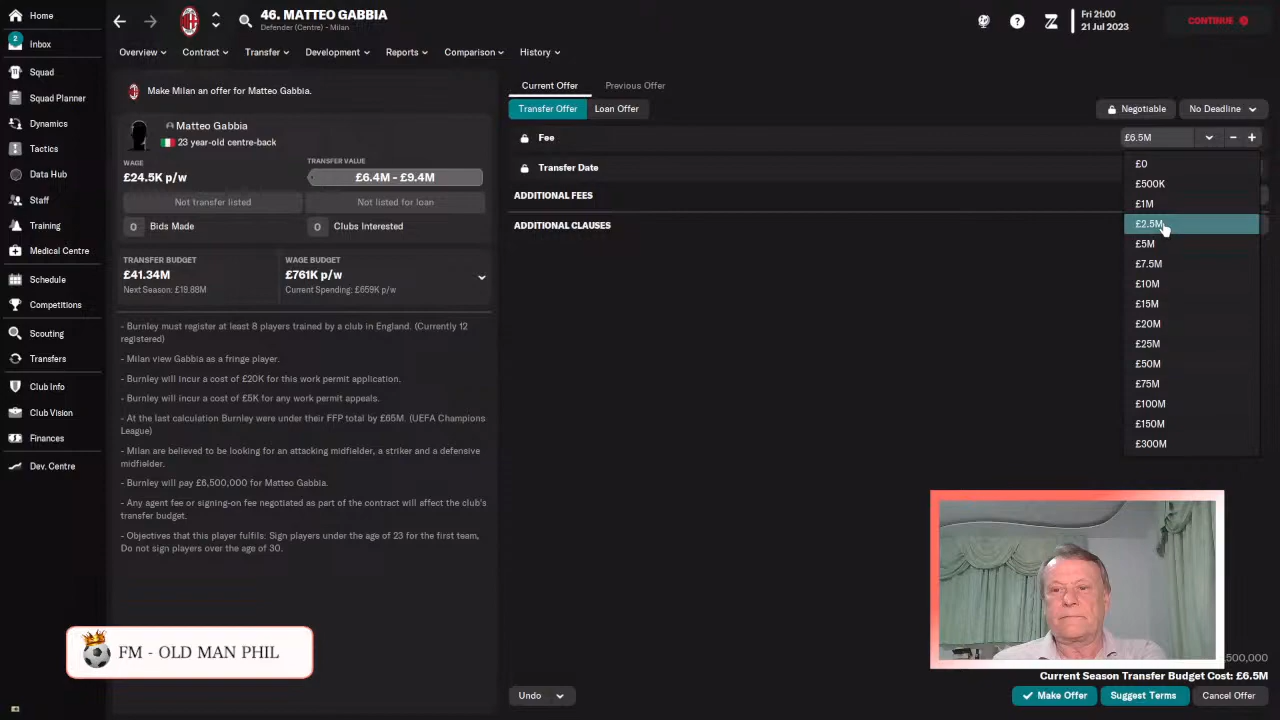 Home
2
Inbox
Squad
Squad Planner
Dynamics
Tactics
Data Hub
Staff
Training
Medical Centre
Schedule
Competitions
Scouting
Transfers
Club Info
Club Vision
Finances
Dev. Centre
46. MATTEO GABBIA
Defender (Centre) - Milan
Fri 21:00
21 Jul 2023
CONTINUE
Overview
Contract
Transfer
Development
Reports
Comparison
History
Make Milan an offer for Matteo Gabbia.
Matteo Gabbia
23 year-old centre-back
WAGE
£24.5K p/w
TRANSFER VALUE
£6.4M - £9.4M
Not transfer listed
Not listed for loan
0 Bids Made
0 Clubs Interested
TRANSFER BUDGET
£41.34M
Next Season: £19.88M
WAGE BUDGET
£761K p/w
Current Spending: £659K p/w
- Burnley must register at least 8 players trained by a club in England. (Currently 12
registered)
- Milan view Gabbia as a fringe player.
- Burnley will incur a cost of £20K for this work permit application.
- Burnley will incur a cost of £5K for any work permit appeals.
- At the last calculation Burnley were under their FFP total by £65M. (UEFA Champions
League)
- Milan are believed to be looking for an attacking midfielder, a striker and a defensive
midfielder.
- Burnley will pay £6,500,000 for Matteo Gabbia.
- Any agent fee or signing-on fee negotiated as part of the contract will affect the club's
transfer budget.
- Objectives that this player fulfils: Sign players under the age of 23 for the first team,
Do not sign players over the age of 30.
FM - OLD MAN PHIL
Current Offer
Previous Offer
Transfer Offer
Loan Offer
Negotiable
No Deadline
Fee
£6.5M
Transfer Date
ADDITIONAL FEES
ADDITIONAL CLAUSES
£0
£500K
£1M
£2.5M
£5M
£7.5M
£10M
£15M
£20M
£25M
£50M
£75M
£100M
£150M
£300M
500,000
Current Season Transfer Budget Cost: £6.5M
Undo
Make Offer
Suggest Terms
Cancel Offer